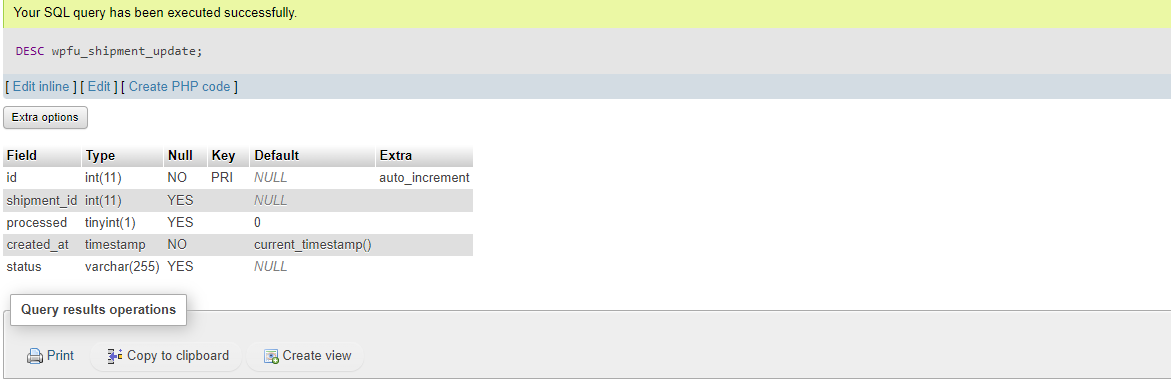 Your SQL query has been executed successfully.
DESC wpfu_shipment_update;
[ Edit inline ] [ Edit ] [ Create PHP code ]
Extra options
Field Type Null Key Default Extra
id int(11) NO PRI NULL auto_increment
shipment_id int(11) YES NULL
processed tinyint(1) YES 0
created_at timestamp NO current_timestamp()
status varchar(255) YES NULL
Query results operations
Print Copy to clipboard Create view